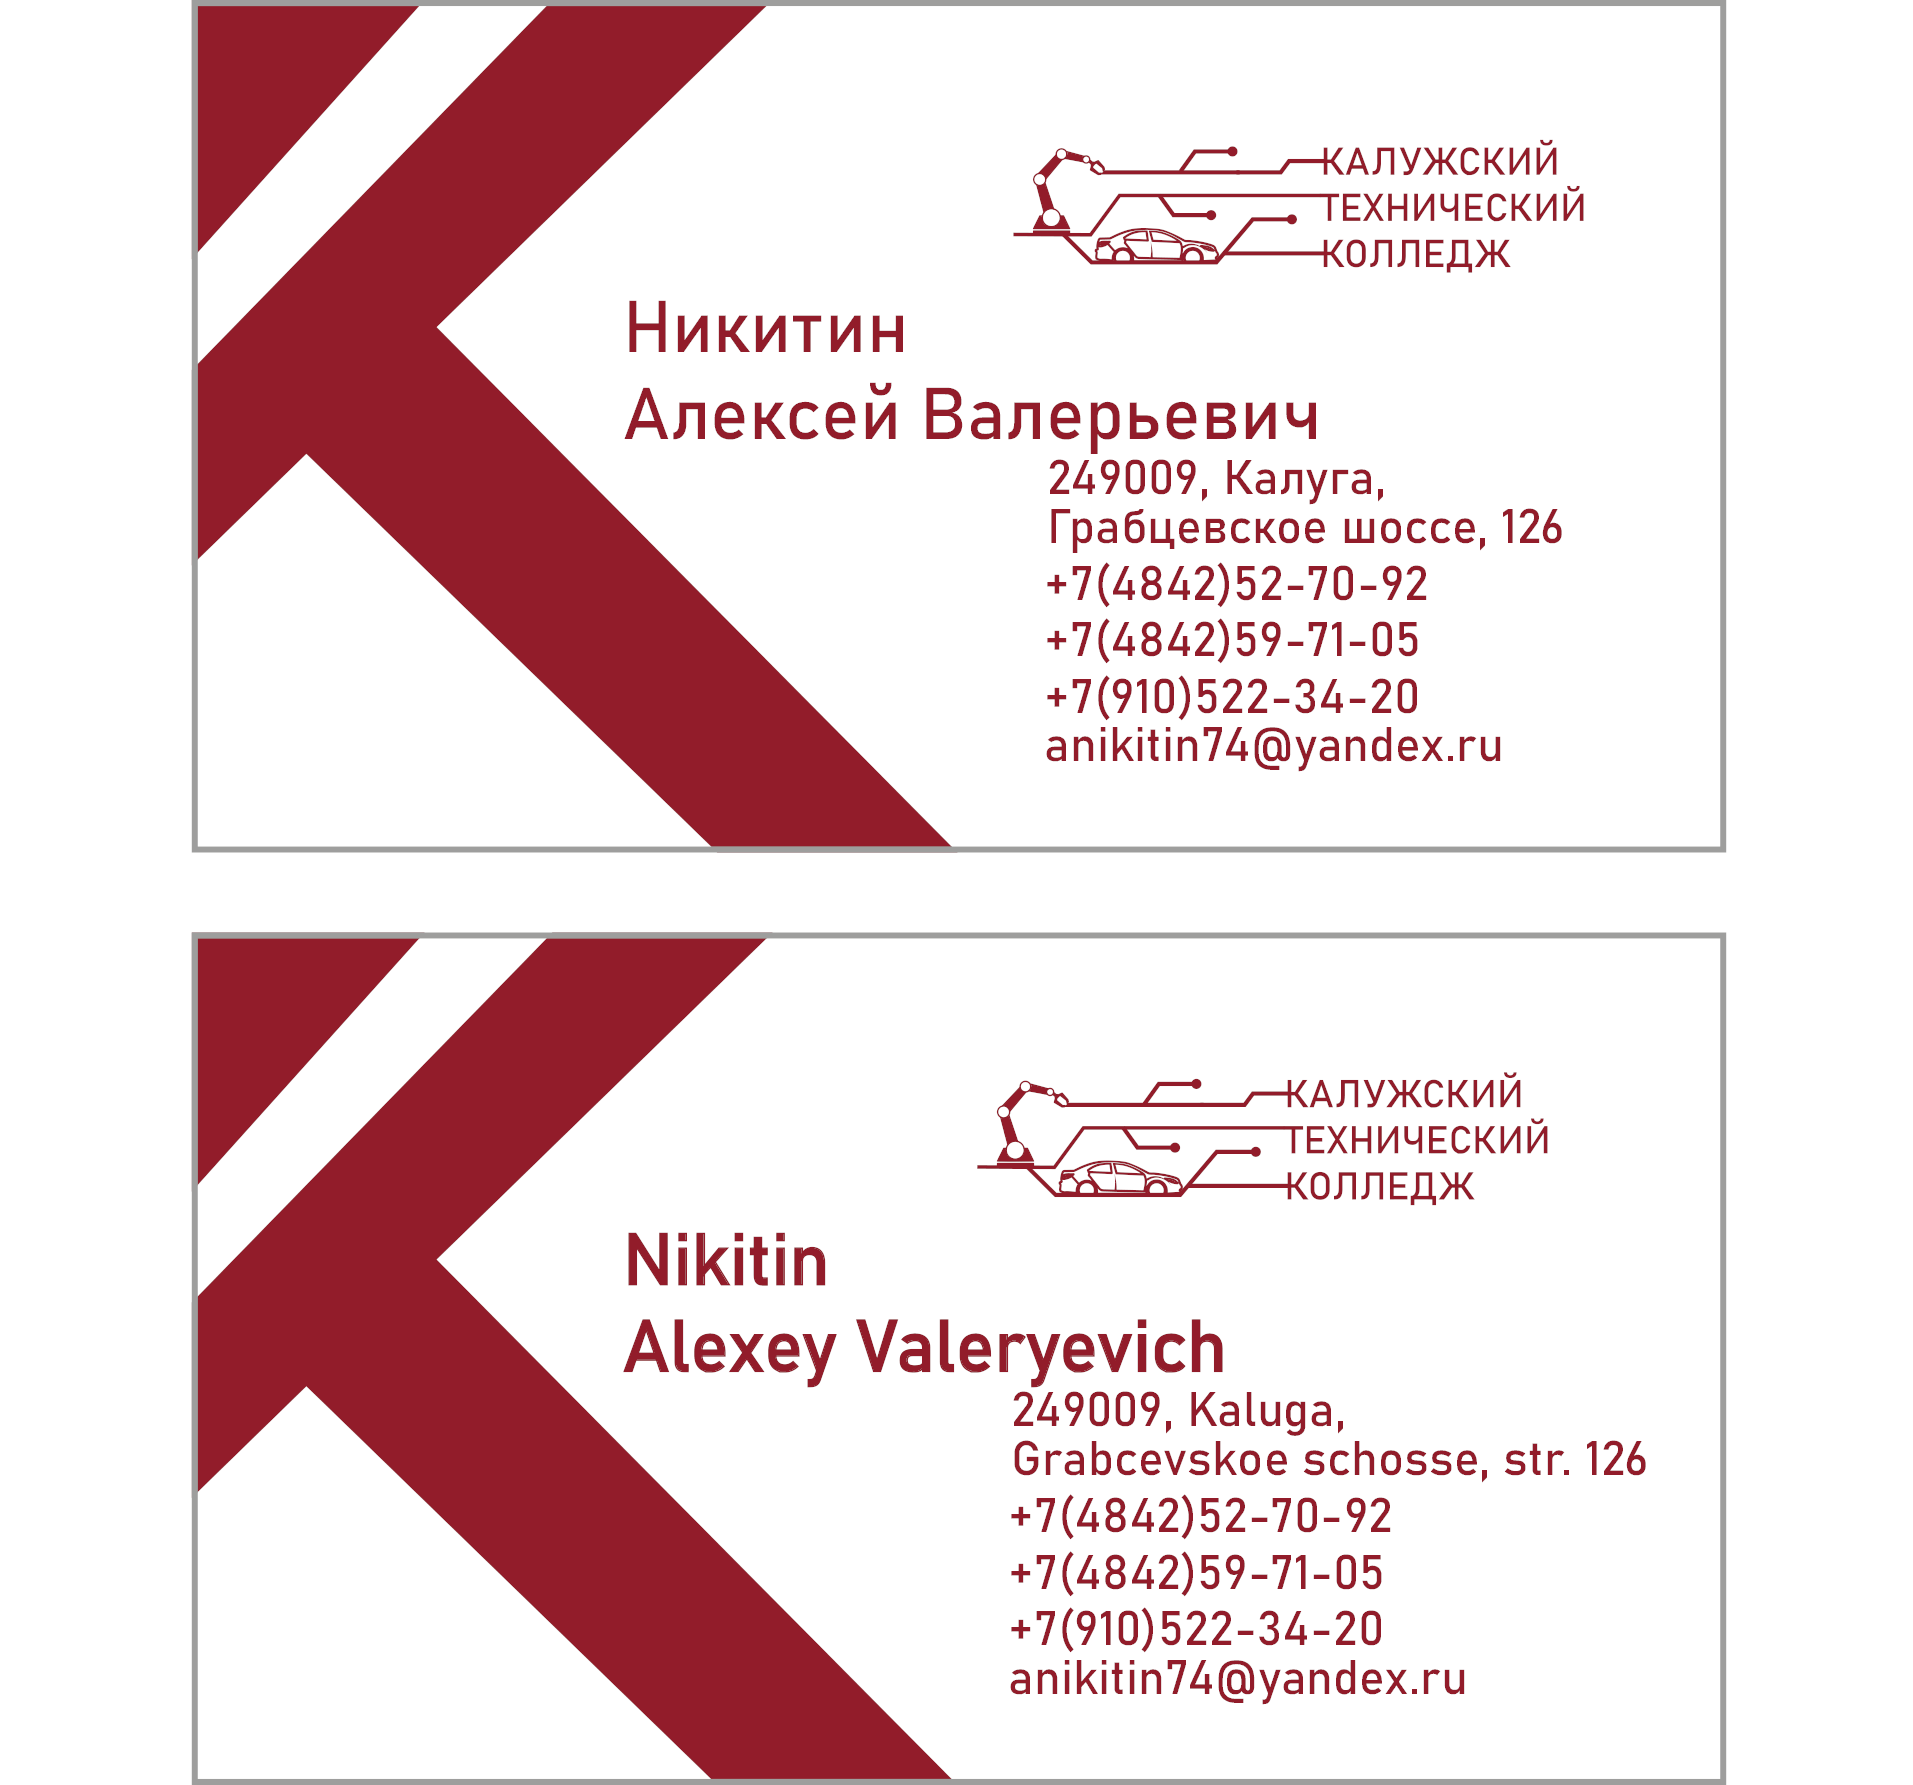 КАЛУЖСКИЙ
ТЕХНИЧЕСКИЙ
КОЛЛЕДЖ
Никитин
Алексей Валерьевич
249009, Калуга,
Грабцевское шоссе, 126
+7(4842)52-70-92
+7(4842)59-71-05
+7(910)522-34-20
anikitin74@yandex.ru
КАЛУЖСКИЙ
ТЕХНИЧЕСКИЙ
КОЛЛЕДЖ
Nikitin
Alexey Valeryevich
249009, Kaluga,
Grabcevskoe schosse, str. 126
+7(4842)52-70-92
+7(4842)59-71-05
+7(910)522-34-20
anikitin74@yandex.ru